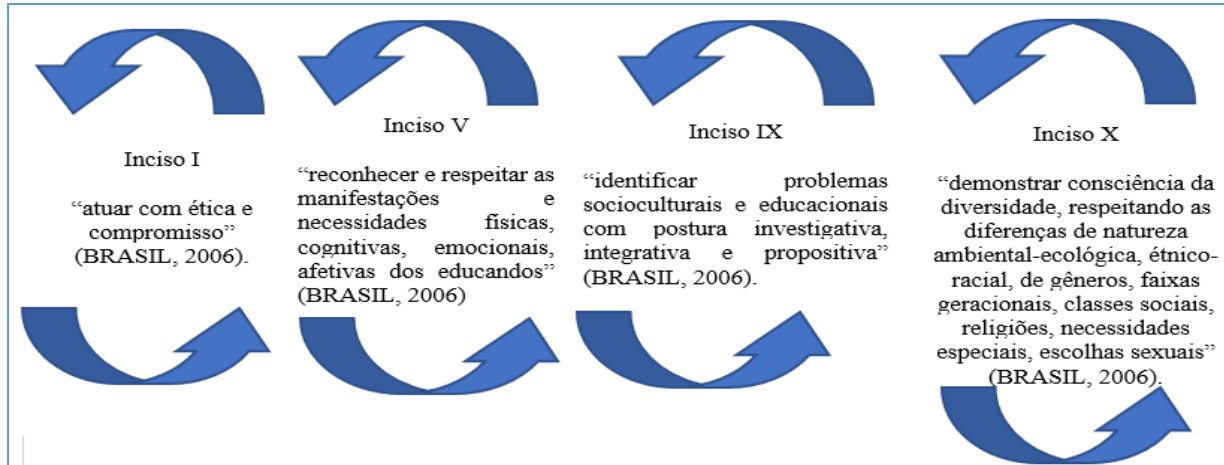 Inciso I
“atuar com ética e
compromisso”
(BRASIL, 2006).
Inciso V
“reconhecer e respeitar as
manifestações e
necessidades físicas,
cognitivas, emocionais,
afetivas dos educandos”
(BRASIL, 2006)
Inciso IX
“identificar problemas
socioculturais e educacionais
com postura investigativa,
integrativa e propositiva”
(BRASIL, 2006).
Inciso X
“demonstrar consciência da
diversidade, respeitando as
diferenças de natureza
ambiental-ecológica, étnico-
racial, de gêneros, faixas
geracionais, classes sociais,
religiões, necessidades
especiais, escolhas sexuais”
(BRASIL, 2006).